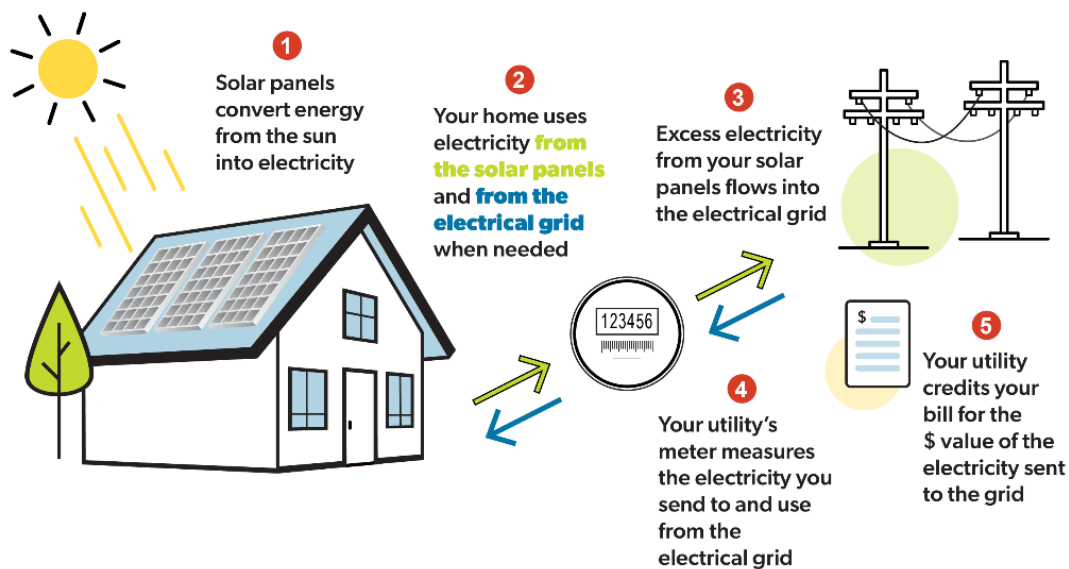 1
Solar panels
convert energy
from the sun
into electricity
2
Your home uses
electricity from
the solar panels
and from the
electrical grid
when needed
3
Excess electricity
from your solar
panels flows into
the electrical grid
123456
4
Your utility's
meter measures
the electricity you
send to and use
from the
electrical grid
$
5
Your utility
credits your
bill for the
$ value of the
electricity sent
to the grid